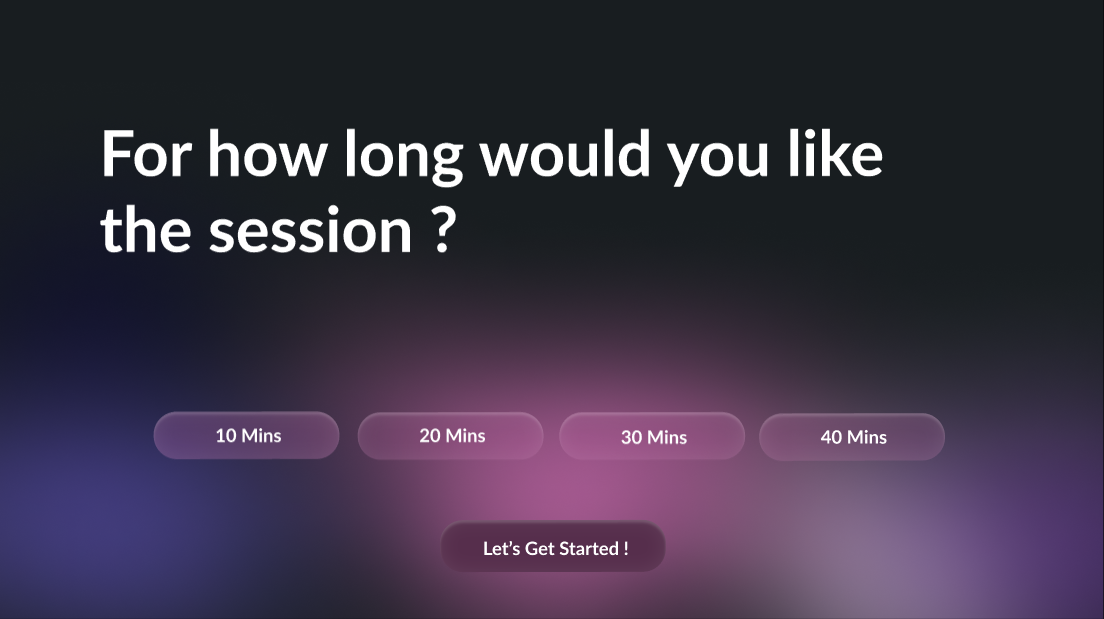 For how long would you like
the session ?
10 Mins
20 Mins
30 Mins
40 Mins
Let’s Get Started !